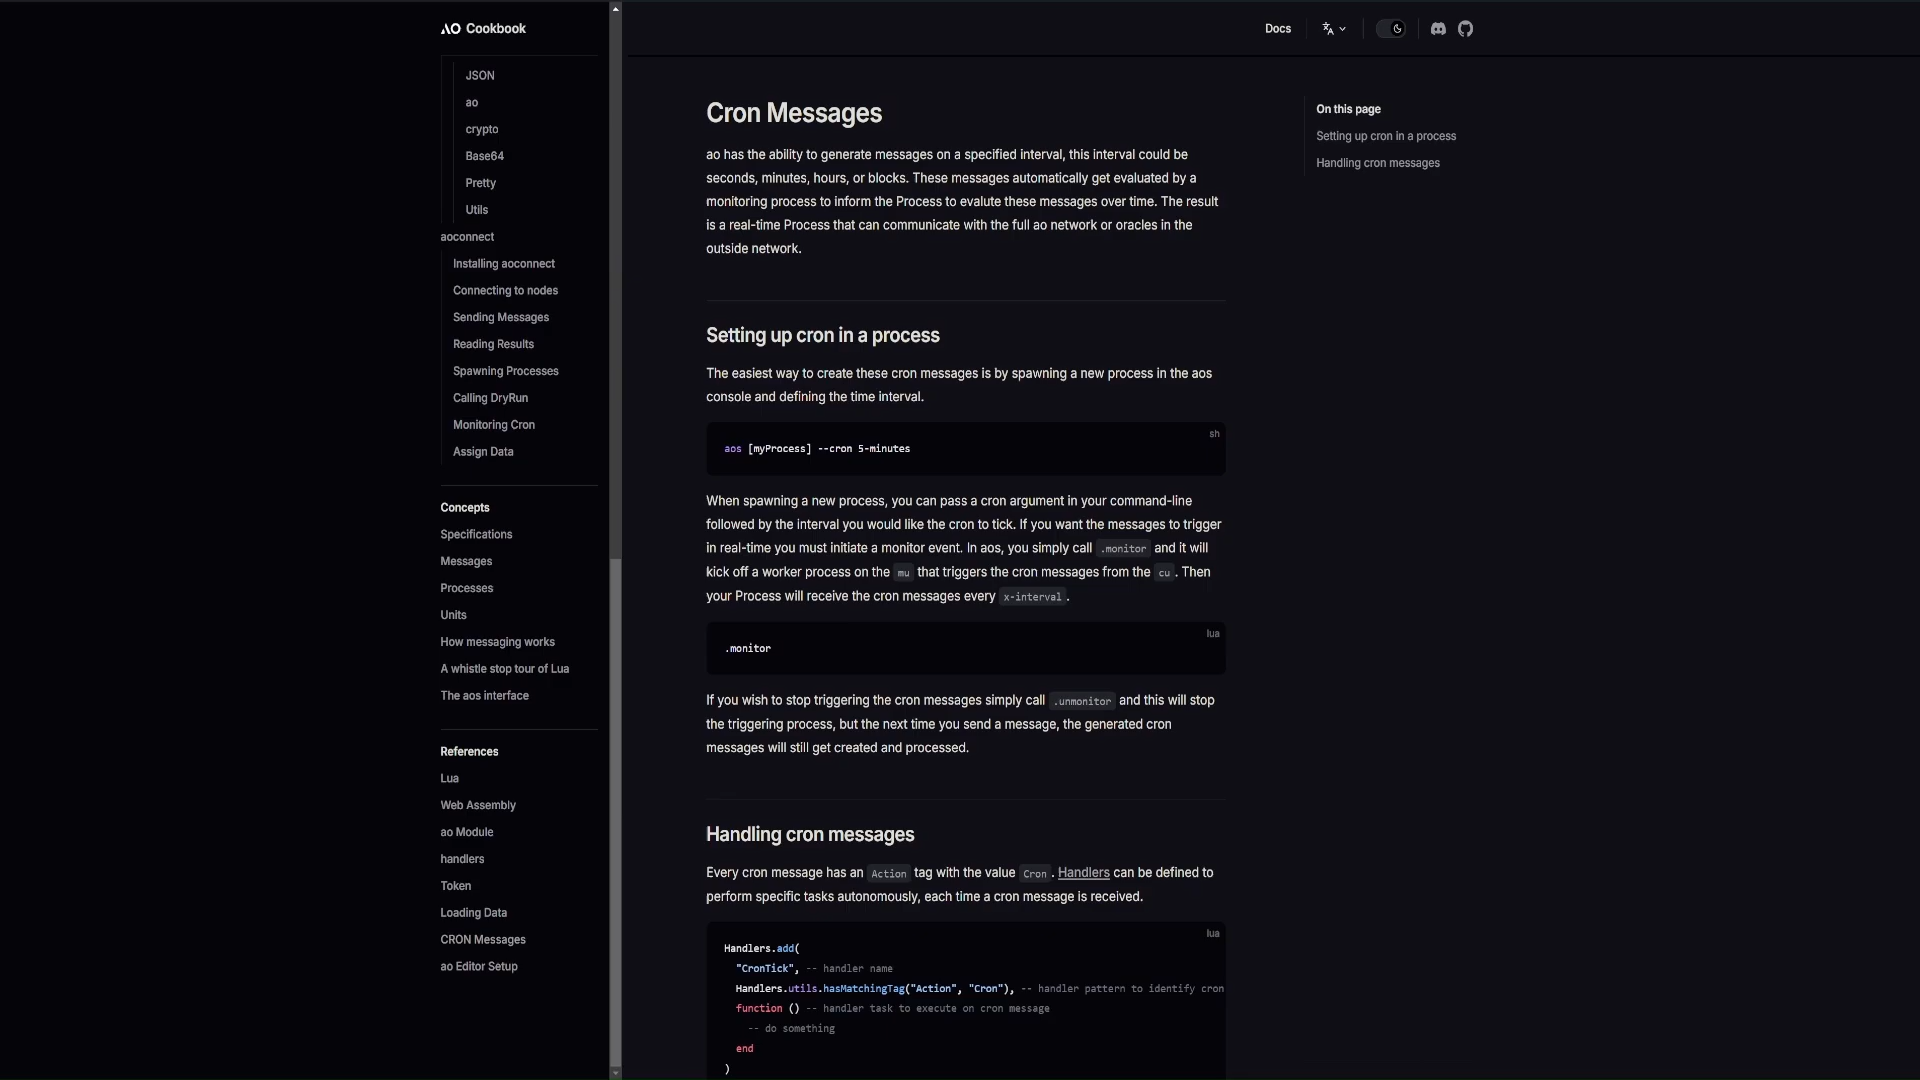 AO Cookbook
Docs
JSON
ao
crypto
Base64
Pretty
Utils
aoconnect
Installing aoconnect
Connecting to nodes
Sending Messages
Reading Results
Spawning Processes
Calling DryRun
Monitoring Cron
Assign Data
Concepts
Specifications
Messages
Processes
Units
How messaging works
A whistle stop tour of Lua
The aos interface
References
Lua
Web Assembly
ao Module
handlers
Token
Loading Data
CRON Messages
ao Editor Setup
Cron Messages
ao has the ability to generate messages on a specified interval, this interval could be
seconds, minutes, hours, or blocks. These messages automatically get evaluated by a
monitoring process to inform the Process to evalute these messages over time. The result
is a real-time Process that can communicate with the full ao network or oracles in the
outside network.
Setting up cron in a process
The easiest way to create these cron messages is by spawning a new process in the aos
console and defining the time interval.
sh
aos [myProcess] --cron 5-minutes
When spawning a new process, you can pass a cron argument in your command-line
followed by the interval you would like the cron to tick. If you want the messages to trigger
in real-time you must initiate a monitor event. In aos, you simply call .monitor and it will
kick off a worker process on the mu that triggers the cron messages from the cu . Then
your Process will receive the cron messages every x-interval .
lua
.monitor
If you wish to stop triggering the cron messages simply call .unmonitor and this will stop
the triggering process, but the next time you send a message, the generated cron
messages will still get created and processed.
Handling cron messages
Every cron message has an Action tag with the value Cron . Handlers can be defined to
perform specific tasks autonomously, each time a cron message is received.
lua
Handlers.add(
"CronTick", -- handler name
Handlers.utils.hasMatchingTag("Action", "Cron"), -- handler pattern to identify cron
function () -- handler task to execute on cron message
-- do something
end
)
On this page
Setting up cron in a process
Handling cron messages